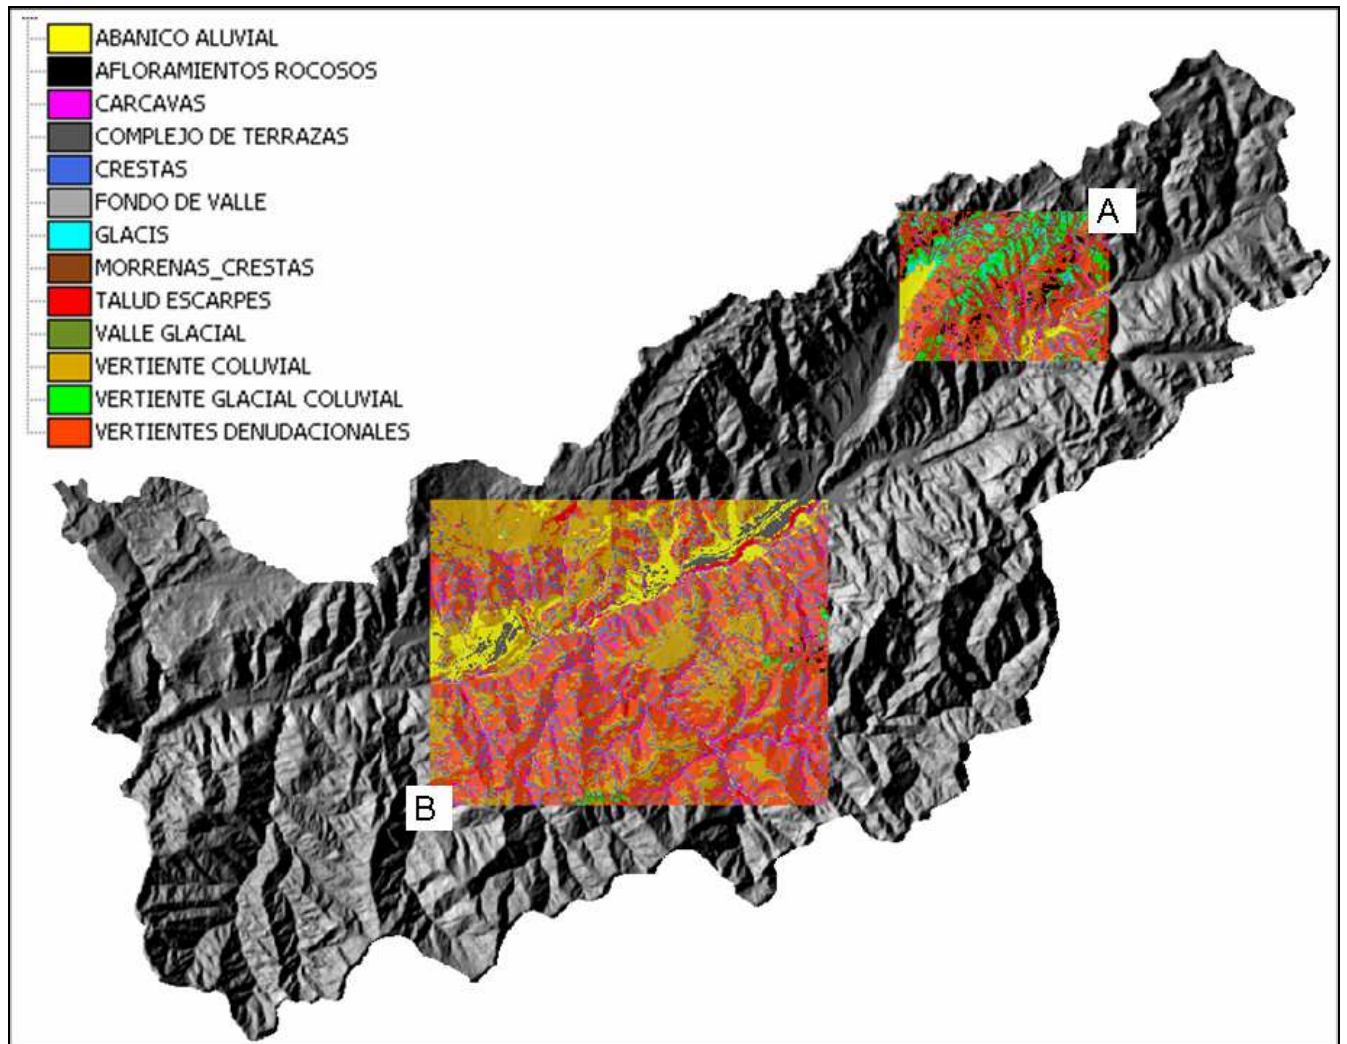 ABANICO ALUVIAL
AFLORAMIENTOS ROCOSOS
CARCAVAS
COMPLEJO DE TERRAZAS
CRESTAS
FONDO DE VALLE
GLACIS
MORRENAS_CRESTAS
TALUD ESCARPES
VALLE GLACIAL
VERTIENTE COLUVIAL
VERTIENTE GLACIAL COLUVIAL
VERTIENTES DENUDACIONALES
A
B